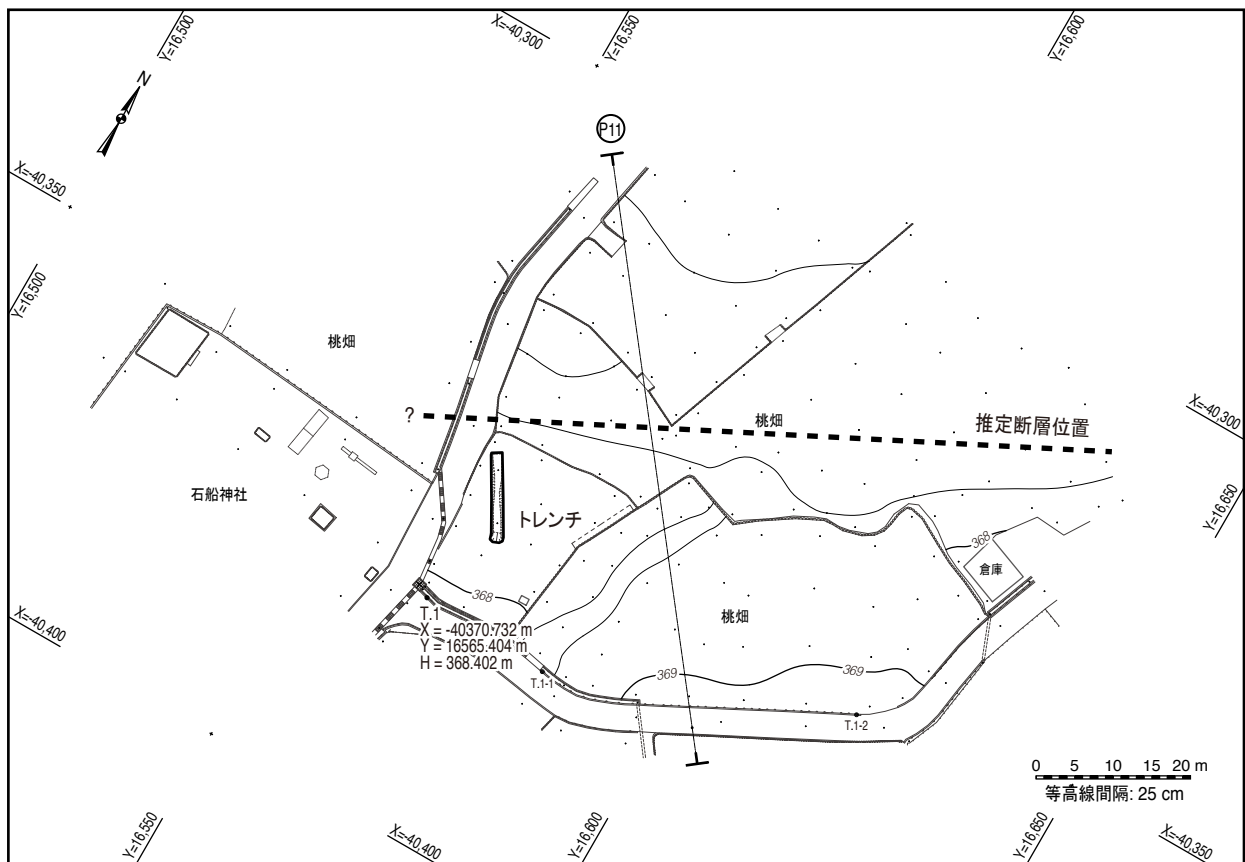 Y=16,500
X=-40,300
Y=16,550
Y=16,600
N
P11
X=-40,350
Y=16,500
桃畑
?
桃畑
推定断層位置
X=-40,300
石船神社
トレンチ
Y=16,650
368
倉庫
368
T.1
X = -40370.732 m
Y = 16565.404 m
H = 368.402 m
桃畑
X=-40,400
T.1-1
369
369
T.1-2
0 5 10 15 20 m
等高線間隔: 25 cm
Y=16,550
X=-40,400
Y=16,600
Y=16,650
X=-40,350